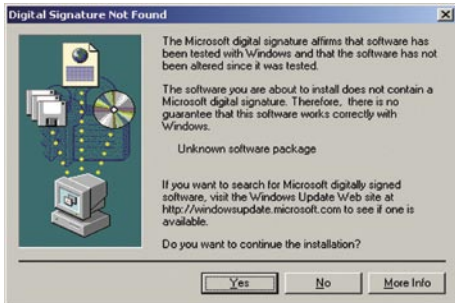 Digital Signature Not Found
The Microsoft digital signature affirms that software has
been tested with Windows and that the software has not
been altered since it was tested.
The software you are about to install does not contain a
Microsoft digital signature. Therefore, there is no
guarantee that this software works correctly with
Windows.
Unknown software package
If you want to search for Microsoft digitally signed
software, visit the Windows Update Web site at
http://windowsupdate.microsoft.com to see if one is
available.
Do you want to continue the installation?
Yes No More Info